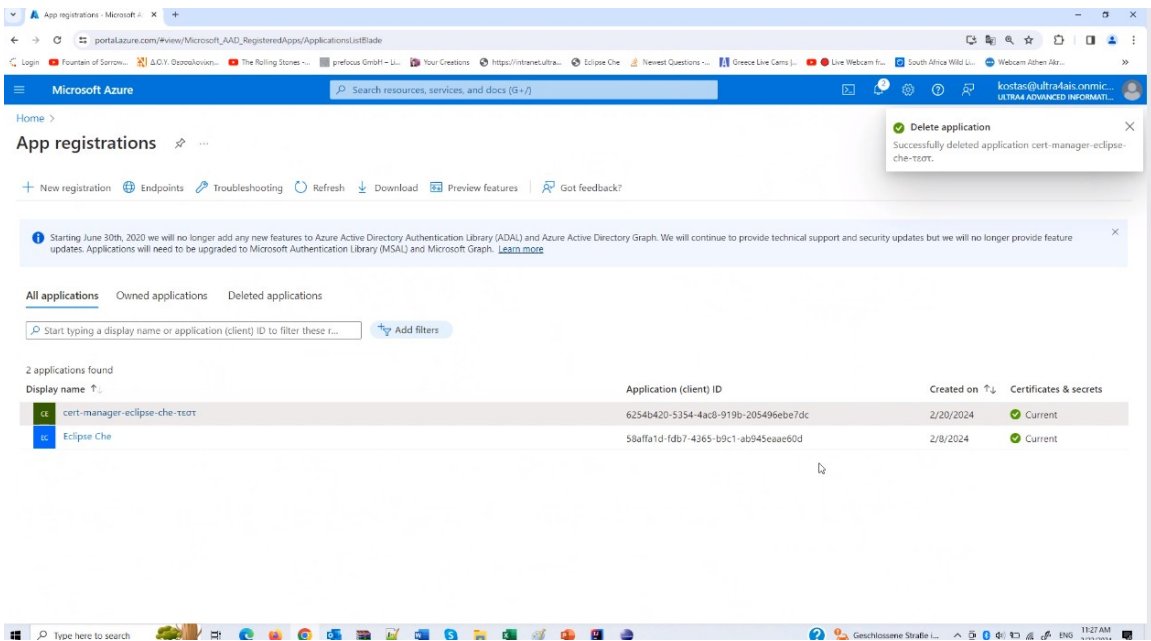 App registrations - Microsoft A
portal.azure.com/#view/Microsoft_AAD_RegisteredApps/ApplicationsListBlade
Login Fountain of Sorrow... Δ.Ο.Υ. Θεσσαλονίκη... The Rolling Stones -... prefocus GmbH – Li... Your Creations https://intranet.ultra... Eclipse Che Newest Questions -... Greece Live Cams |... Live Webcam fr... South Africa Wild Li... Webcam Athen Akr...
Microsoft Azure
Search resources, services, and docs (G+/)
2
kostas@ultra4ais.onmic...
ULTRA4 ADVANCED INFORMATI...
Home >
App registrations
Delete application
Successfully deleted application cert-manager-eclipse-
che-τεστ.
New registration Endpoints Troubleshooting Refresh Download Preview features Got feedback?
Starting June 30th, 2020 we will no longer add any new features to Azure Active Directory Authentication Library (ADAL) and Azure Active Directory Graph. We will continue to provide technical support and security updates but we will no longer provide feature
updates. Applications will need to be upgraded to Microsoft Authentication Library (MSAL) and Microsoft Graph. Learn more
All applications Owned applications Deleted applications
Start typing a display name or application (client) ID to filter these r...
Add filters
2 applications found
Display name Application (client) ID Created on Certificates & secrets
CE cert-manager-eclipse-che-τεστ 6254b420-5354-4ac8-919b-205496ebe7dc 2/20/2024 Current
EC Eclipse Che 58affa1d-fdb7-4365-b9c1-ab945eaae60d 2/8/2024 Current
Type here to search
Geschlossene Straße i...
ENG
11:27 AM